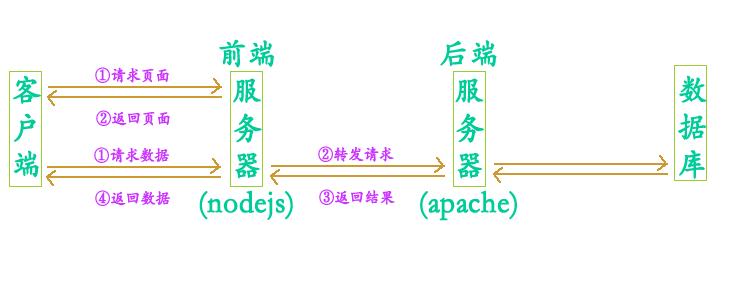 前端
后端
客户端
服务器
服务器
数据库
①请求页面
②返回页面
①请求数据
②转发请求
④返回数据
③返回结果
(nodejs)
(apache)